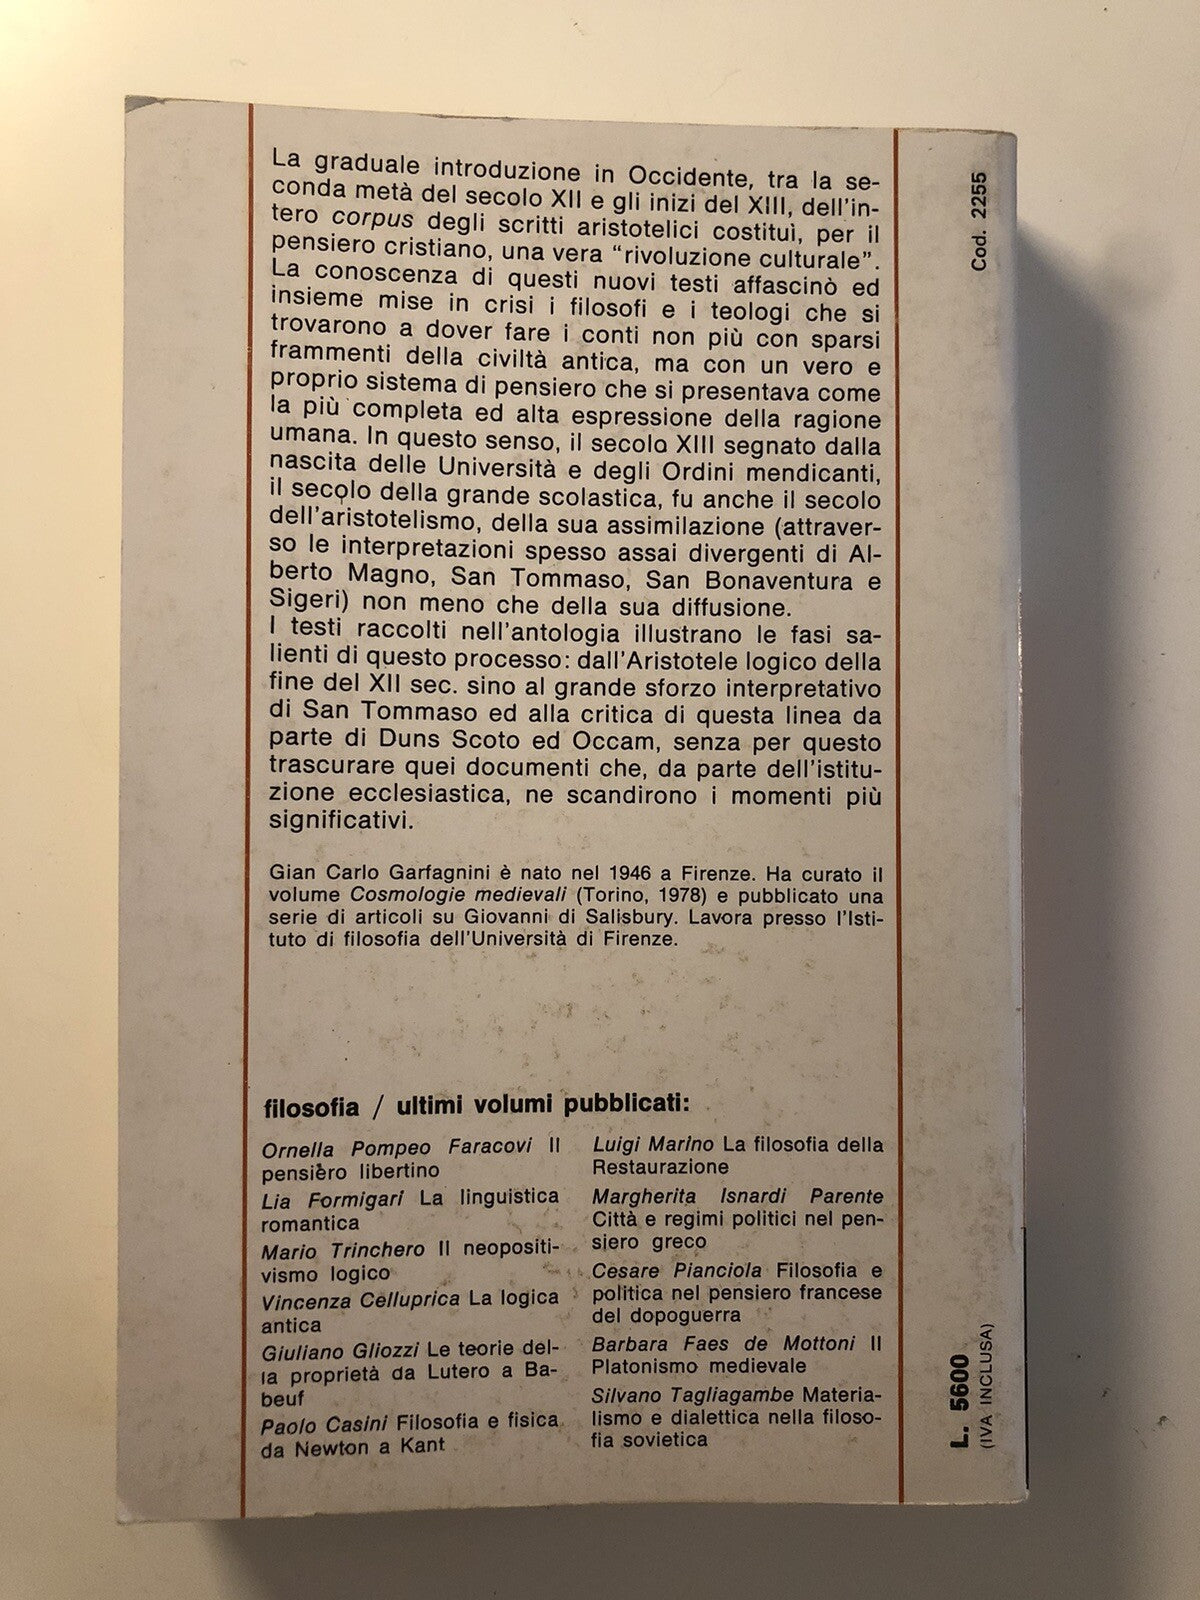 La graduale introduzione in Occidente, tra la se-
conda metà del secolo XII e gli inizi del XIII, dell'in-
tero corpus degli scritti aristotelici costituì, per il
pensiero cristiano, una vera "rivoluzione culturale".
La conoscenza di questi nuovi testi affascinò ed
insieme mise in crisi i filosofi e i teologi che si
trovarono a dover fare i conti non più con sparsi
frammenti della civiltà antica, ma con un vero e
proprio sistema di pensiero che si presentava come
la più completa ed alta espressione della ragione
umana. In questo senso, il secolo XIII segnato dalla
nascita delle Università e degli Ordini mendicanti,
il secolo della grande scolastica, fu anche il secolo
dell'aristotelismo, della sua assimilazione (attraver-
so le interpretazioni spesso assai divergenti di Al-
berto Magno, San Tommaso, San Bonaventura e
Sigeri) non meno che della sua diffusione.
I testi raccolti nell'antologia illustrano le fasi sa-
lienti di questo processo: dall'Aristotele logico della
fine del XII sec. sino al grande sforzo interpretativo
di San Tommaso ed alla critica di questa linea da
parte di Duns Scoto ed Occam, senza per questo
trascurare quei documenti che, da parte dell'istitu-
zione ecclesiastica, ne scandirono i momenti più
significativi.
Gian Carlo Garfagnini è nato nel 1946 a Firenze. Ha curato il
volume Cosmologie medievali (Torino, 1978) e pubblicato una
serie di articoli su Giovanni di Salisbury. Lavora presso l'Isti-
tuto di filosofia dell'Università di Firenze.
filosofia / ultimi volumi pubblicati:
Ornella Pompeo Faracovi Il
pensiero libertino
Lia Formigari La linguistica
romantica
Mario Trinchero Il neopositi-
vismo logico
Vincenza Celluprica La logica
antica
Giuliano Gliozzi Le teorie del-
la proprietà da Lutero a Ba-
beuf
Paolo Casini Filosofia e fisica
da Newton a Kant
Luigi Marino La filosofia della
Restaurazione
Margherita Isnardi Parente
Città e regimi politici nel pen-
siero greco
Cesare Pianciola Filosofia e
politica nel pensiero francese
del dopoguerra
Barbara Faes de Mottoni Il
Platonismo medievale
Silvano Tagliagambe Materia-
lismo e dialettica nella filoso-
fia sovietica
Cod. 2255
L. 5600
(IVA INCLUSA)